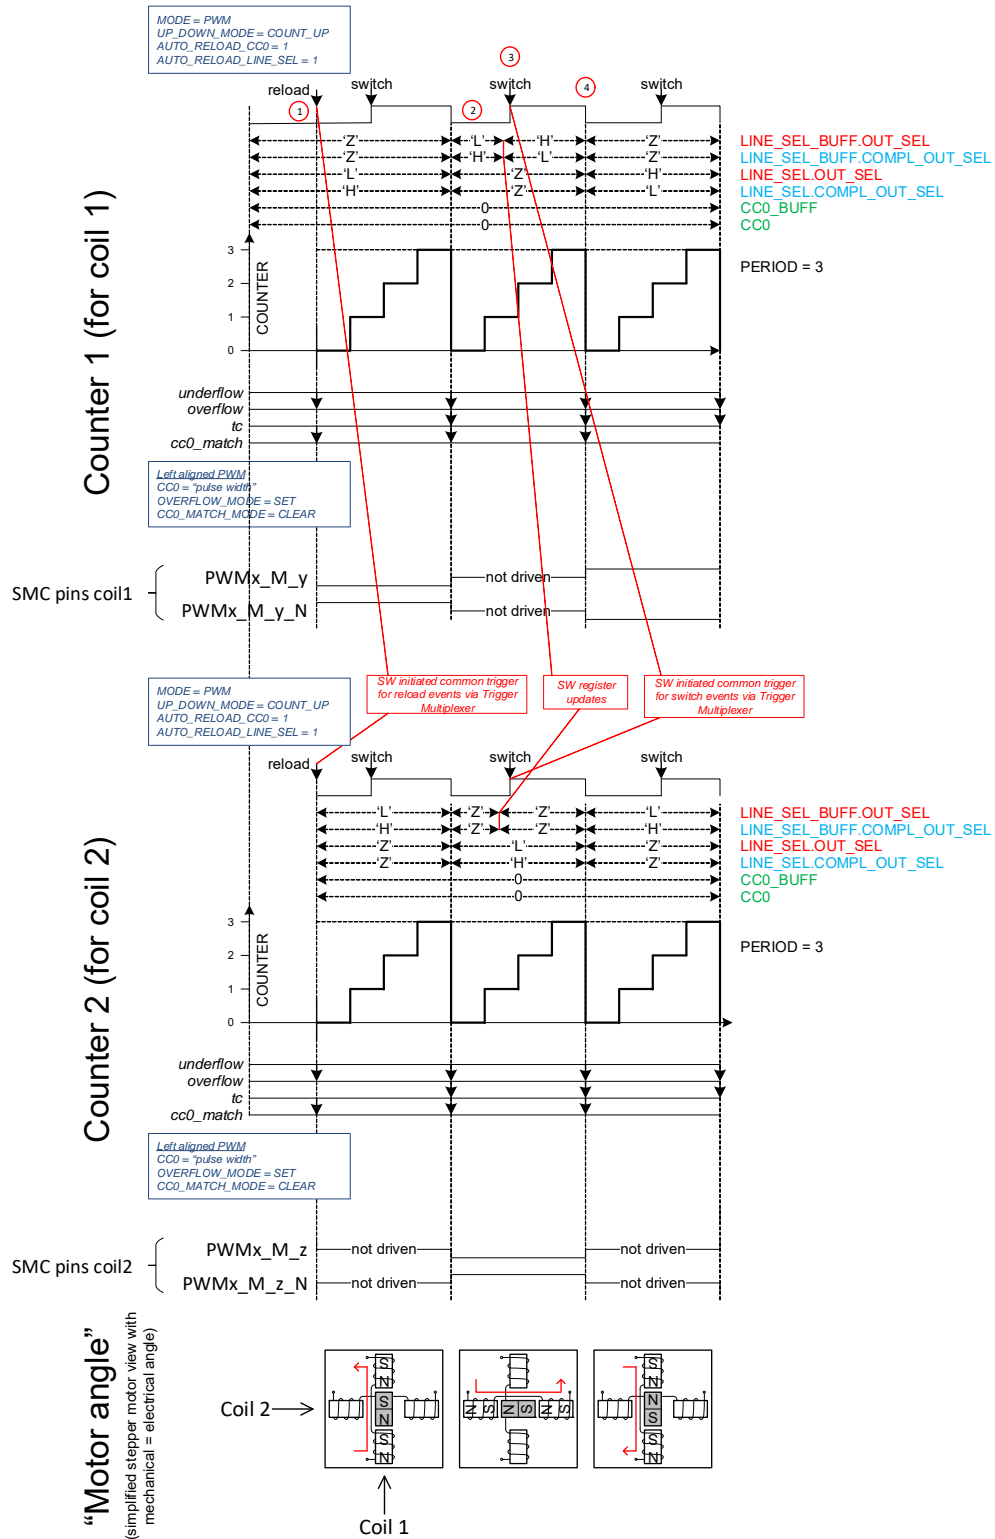 MODE = PWM
UP_DOWN_MODE = COUNT_UP
AUTO_RELOAD_CC0 = 1
AUTO_RELOAD_LINE_SEL = 1
reload
switch
switch
switch
1
2
3
4
‘Z’ ‘L’ ‘H’ ‘Z’ LINE_SEL_BUFF.OUT_SEL
‘Z’ ‘H’ ‘L’ ‘Z’ LINE_SEL_BUFF.COMPL_OUT_SEL
‘L’ ‘Z’ ‘H’ LINE_SEL.OUT_SEL
‘H’ ‘Z’ ‘L’ LINE_SEL.COMPL_OUT_SEL
0 CC0_BUFF
0 CC0
Counter 1 (for coil 1)
COUNTER
3
2
1
0
PERIOD = 3
underflow
overflow
tc
cc0_match
Left aligned PWM
CC0 = “pulse width”
OVERFLOW_MODE = SET
CC0_MATCH_MODE = CLEAR
SMC pins coil1
PWMx_M_y not driven
PWMx_M_y_N not driven
MODE = PWM
UP_DOWN_MODE = COUNT_UP
AUTO_RELOAD_CC0 = 1
AUTO_RELOAD_LINE_SEL = 1
SW initiated common trigger
for reload events via Trigger
Multiplexer
SW register
updates
SW initiated common trigger
for switch events via Trigger
Multiplexer
reload
switch
switch
switch
‘L’ ‘Z’ ‘Z’ ‘L’ LINE_SEL_BUFF.OUT_SEL
‘H’ ‘Z’ ‘Z’ ‘H’ LINE_SEL_BUFF.COMPL_OUT_SEL
‘Z’ ‘L’ ‘Z’ LINE_SEL.OUT_SEL
‘Z’ ‘H’ ‘Z’ LINE_SEL.COMPL_OUT_SEL
0 CC0_BUFF
0 CC0
Counter 2 (for coil 2)
COUNTER
3
2
1
0
PERIOD = 3
underflow
overflow
tc
cc0_match
Left aligned PWM
CC0 = “pulse width”
OVERFLOW_MODE = SET
CC0_MATCH_MODE = CLEAR
SMC pins coil2
PWMx_M_z not driven not driven
PWMx_M_z_N not driven not driven
“Motor angle”
(simplified stepper motor view with
mechanical = electrical angle)
Coil 2
Coil 1
S
N
S
N
S
N
N S
N S
N S
S
N
N
S
S
N